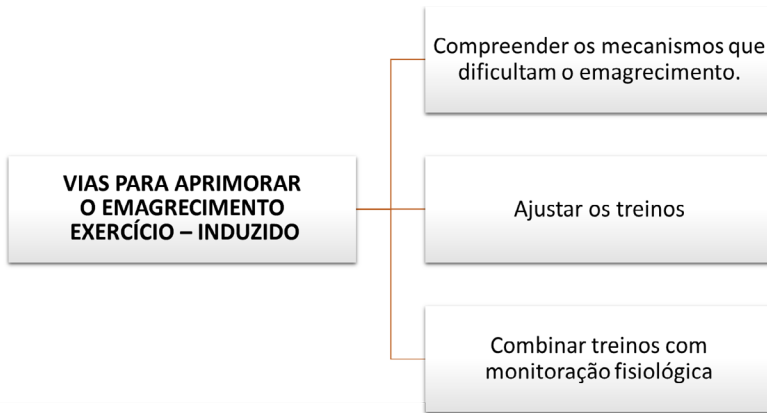 VIAS PARA APRIMORAR
O EMAGRECIMENTO
EXERCÍCIO – INDUZIDO
Compreender os mecanismos que
dificultam o emagrecimento.
Ajustar os treinos
Combinar treinos com
monitoração fisiológica